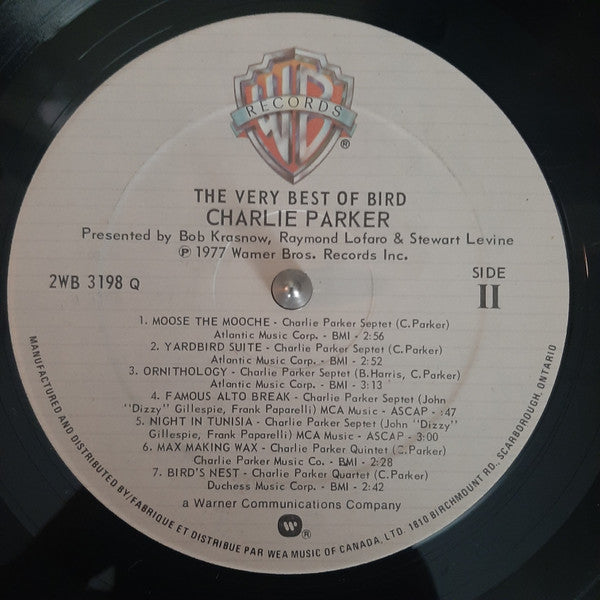 WB
RECORDS
®
THE VERY BEST OF BIRD
CHARLIE PARKER
Presented by Bob Krasnow, Raymond Lofaro & Stewart Levine
℗ 1977 Warner Bros. Records Inc.
2WB 3198 Q
SIDE
II
1. MOOSE THE MOOCHE - Charlie Parker Septet (C.Parker)
Atlantic Music Corp. - BMI - 2:56
2. YARDBIRD SUITE - Charlie Parker Septet (C.Parker)
Atlantic Music Corp. - BMI - 2:52
3. ORNITHOLOGY - Charlie Parker Septet (B.Harris, C.Parker)
Atlantic Music Corp. - BMI - 3:13
4. FAMOUS ALTO BREAK - Charlie Parker Septet (John
"Dizzy" Gillespie, Frank Paparelli) MCA Music - ASCAP - :47
5. NIGHT IN TUNISIA - Charlie Parker Septet (John "Dizzy"
Gillespie, Frank Paparelli) MCA Music - ASCAP - 3:00
6. MAX MAKING WAX - Charlie Parker Quintet (C.Parker)
Charlie Parker Music Co. - BMI - 2:28
7. BIRD'S NEST - Charlie Parker Quartet (C.Parker)
Duchess Music Corp. - BMI - 2:42
a Warner Communications Company
®
MANUFACTURED AND DISTRIBUTED BY/FABRIQUE ET DISTRIBUE PAR WEA MUSIC OF CANADA, LTD. 1810 BIRCHMOUNT RD. SCARBOROUGH, ONTARIO